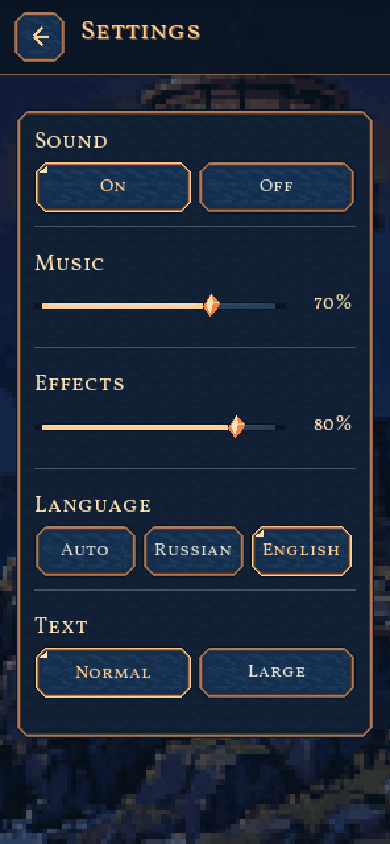 Settings
Sound
On Off
Music
70%
Effects
80%
Language
Auto Russian English
Text
Normal Large